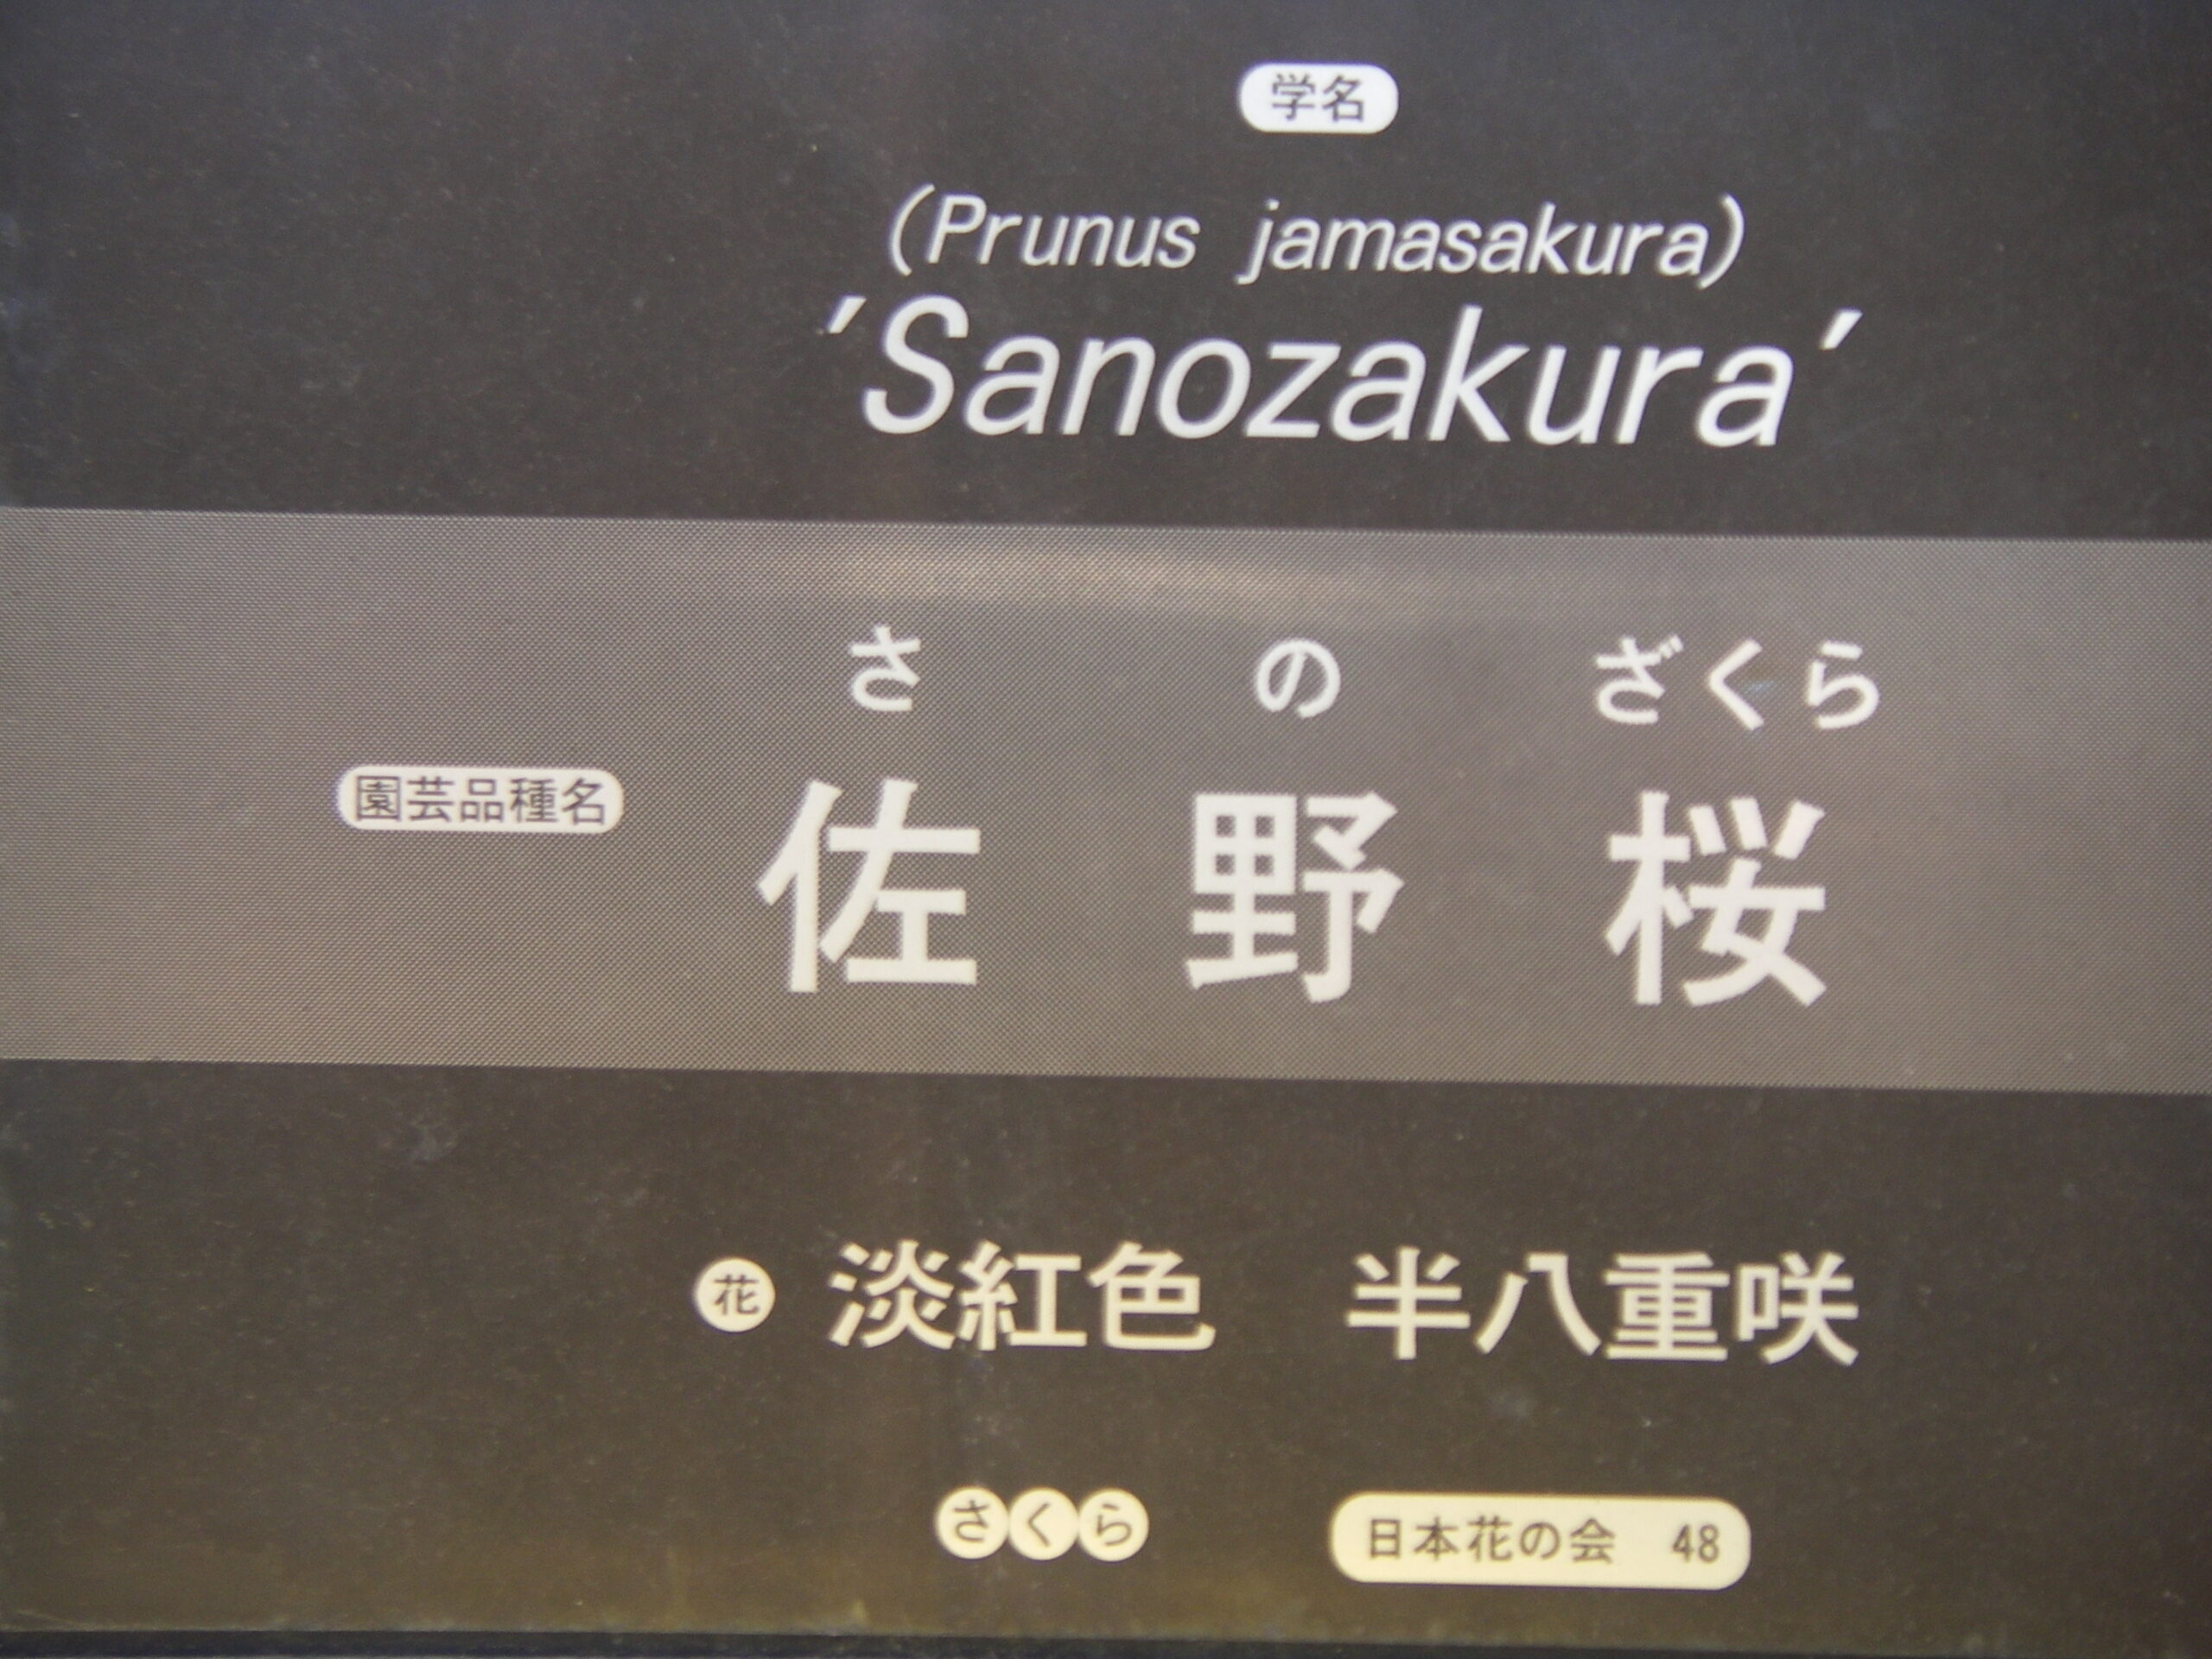 学名
(Prunus jamasakura)
'Sanozakura'
さ の ざくら
園芸品種名 佐野桜
花 淡紅色 半八重咲
さくら 日本花の会 48